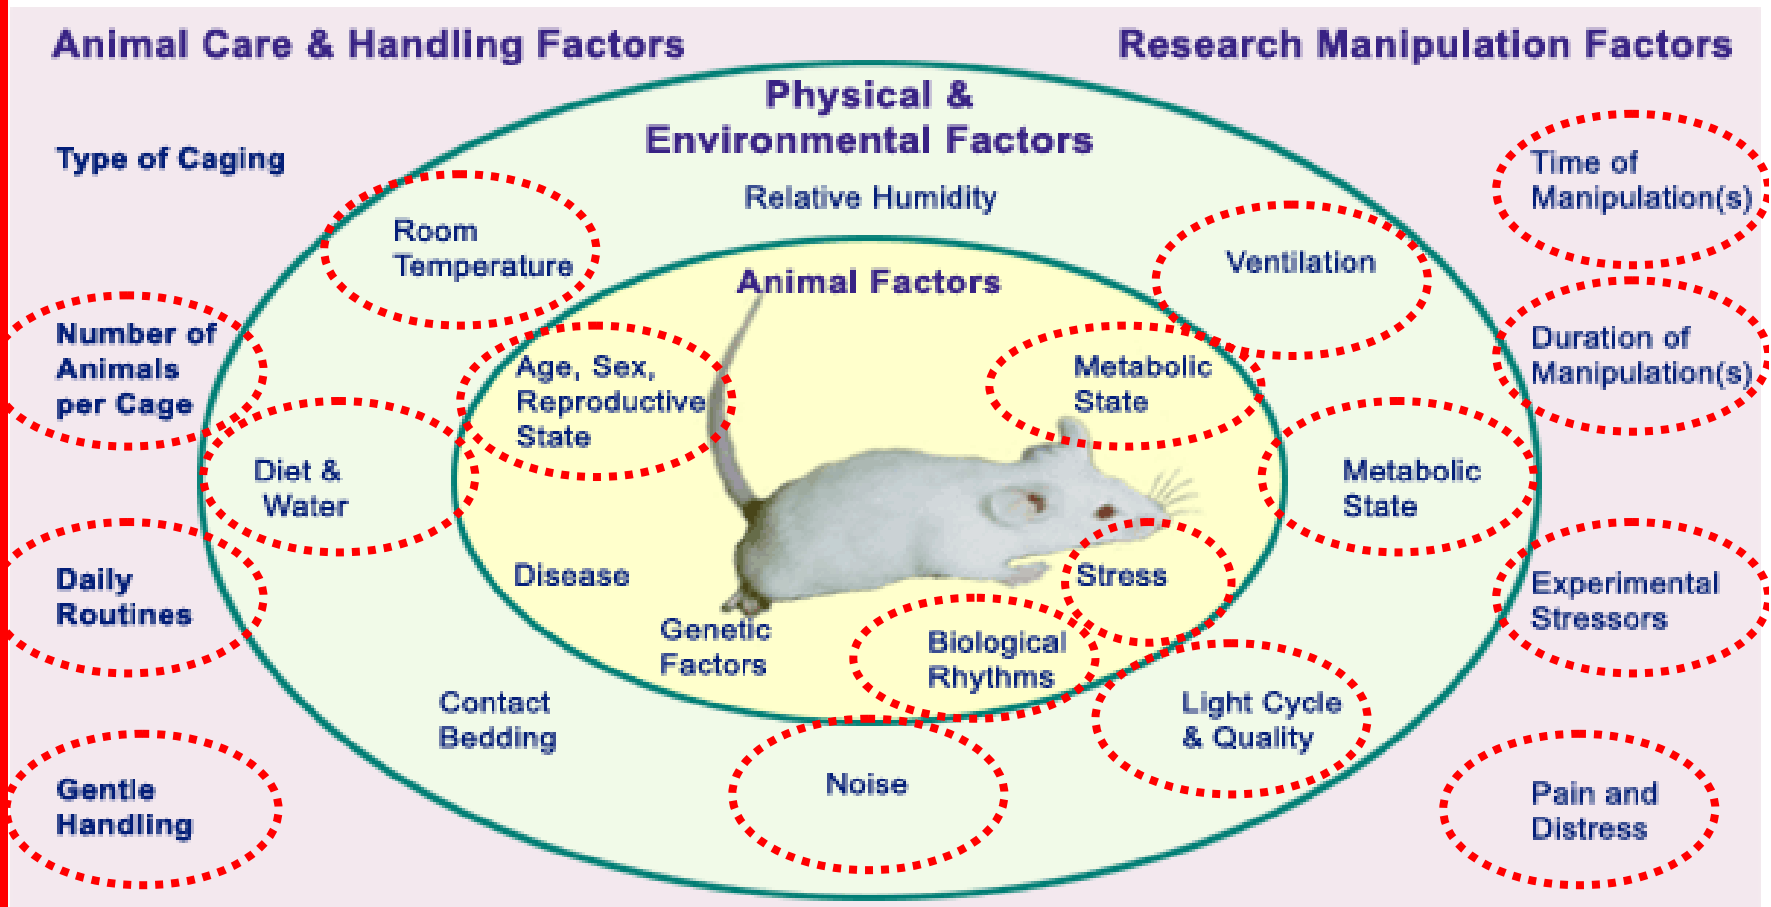 Animal Care & Handling Factors
Research Manipulation Factors
Physical &
Environmental Factors
Type of Caging
Time of
Manipulation(s)
Relative Humidity
Room
Temperature
Ventilation
Animal Factors
Number of
Animals
per Cage
Duration of
Manipulation(s)
Age, Sex,
Reproductive
State
Metabolic
State
Diet &
Water
Metabolic
State
Daily
Routines
Disease
Stress
Experimental
Stressors
Genetic
Factors
Biological
Rhythms
Contact
Bedding
Light Cycle
& Quality
Noise
Gentle
Handling
Pain and
Distress